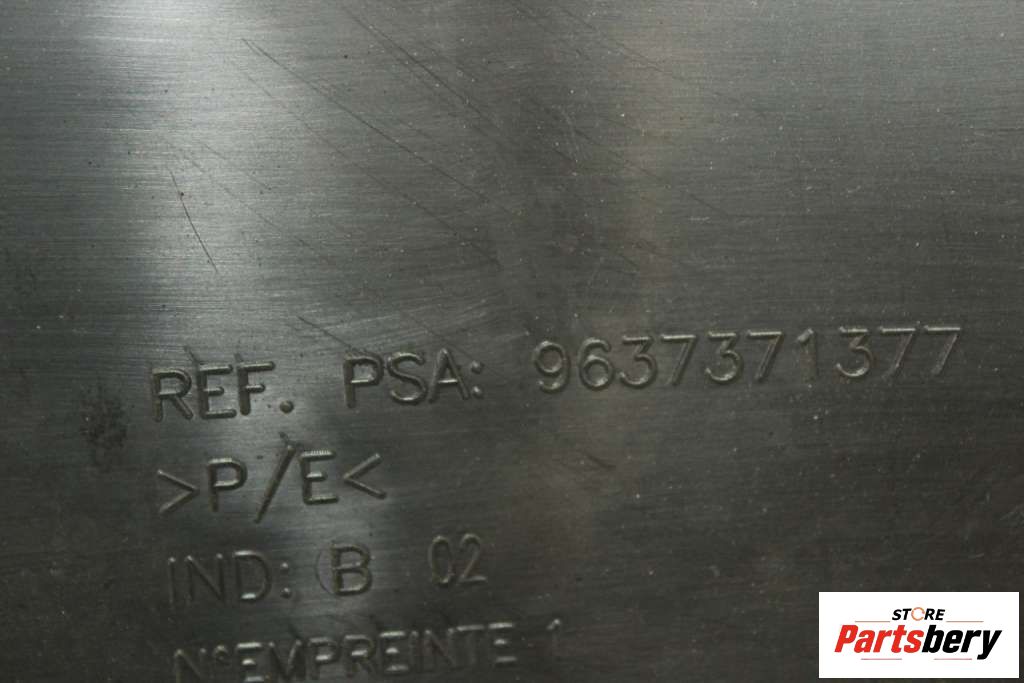 REF. PSA: 9637371377
>P/E<
IND: B 02
N° EMPREINTE 1
STORE
Partsbery